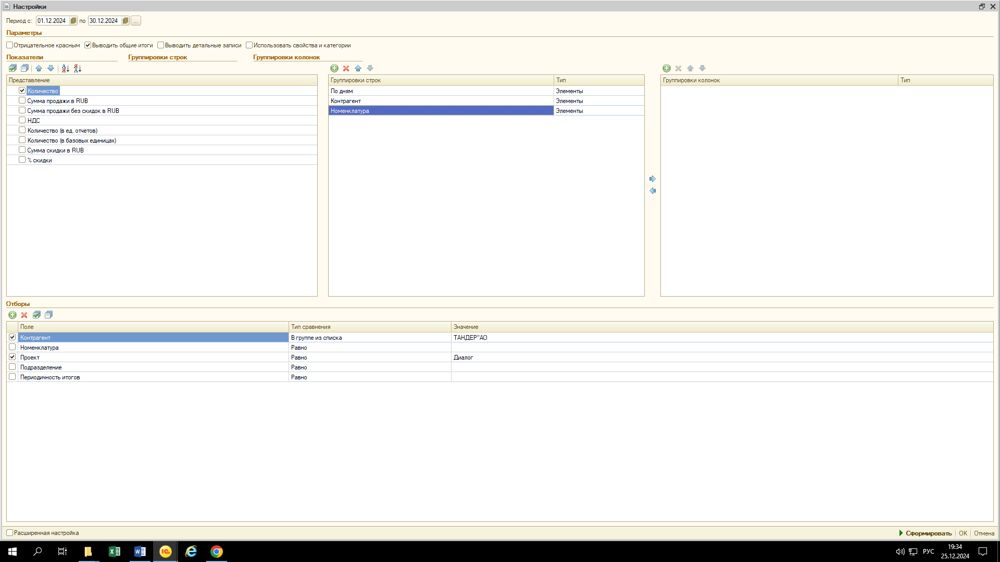 Настройки
Период с: 01.12.2024 по 30.12.2024 ...
Параметры
Отрицательное красным Выводить общие итоги Выводить детальные записи Использовать свойства и категории
Показатели Группировки строк Группировки колонок
Представление
Количество
Сумма продажи в RUB
Сумма продажи без скидок в RUB
НДС
Количество (в ед. отчетов)
Количество (в базовых единицах)
Сумма скидки в RUB
% скидки
Группировки строк Тип
По дням Элементы
Контрагент Элементы
Номенклатура Элементы
Группировки колонок Тип
Отборы
Поле Тип сравнения Значение
Контрагент В группе из списка ТАНДЕР"АО
Номенклатура Равно
Проект Равно Диалог
Подразделение Равно
Периодичность итогов Равно
Расширенная настройка
Сформировать OK Отмена
РУС
19:34
25.12.2024